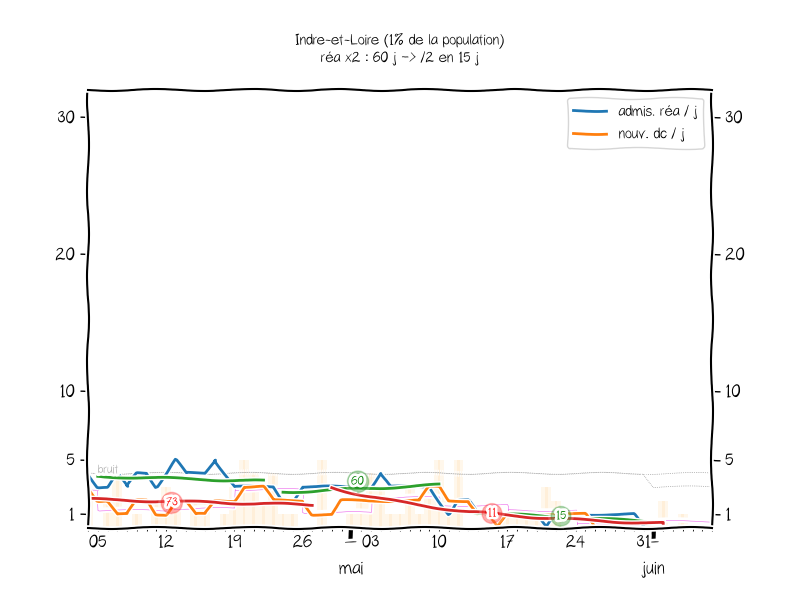 Indre-et-Loire (1% de la population)
réa x2 : 60 j -> /2 en 15 j
admis. réa / j
nouv. dc / j
30 30
20 20
10 10
5 5
1 1
bruit
73 60 11 15
05 12 19 26 03 10 17 24 31
mai juin